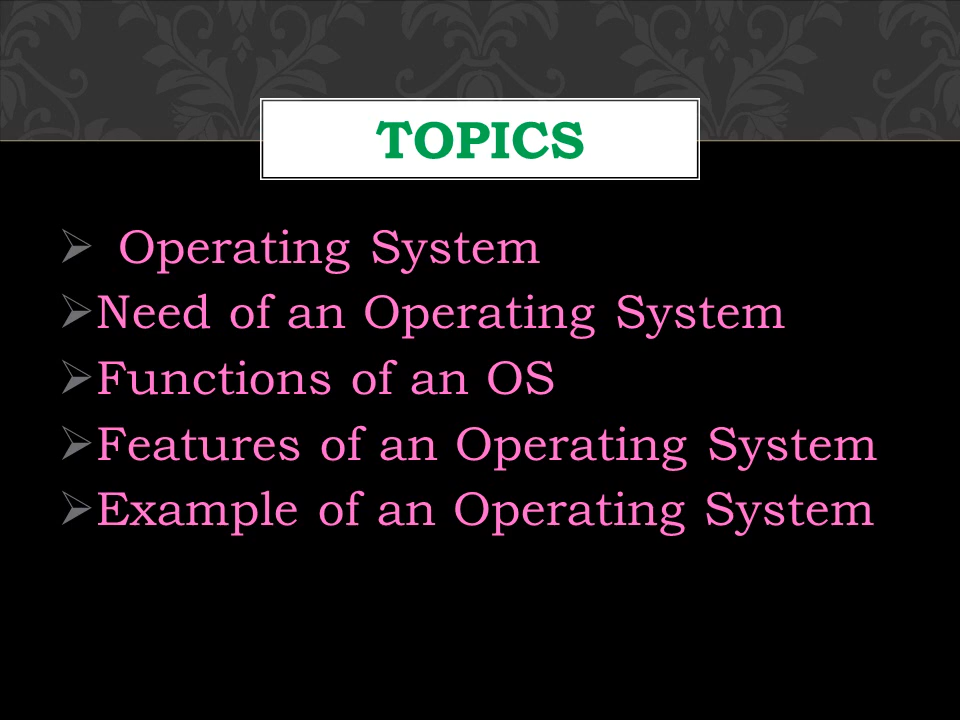 TOPICS
➢ Operating System
➢Need of an Operating System
➢Functions of an OS
➢Features of an Operating System
➢Example of an Operating System